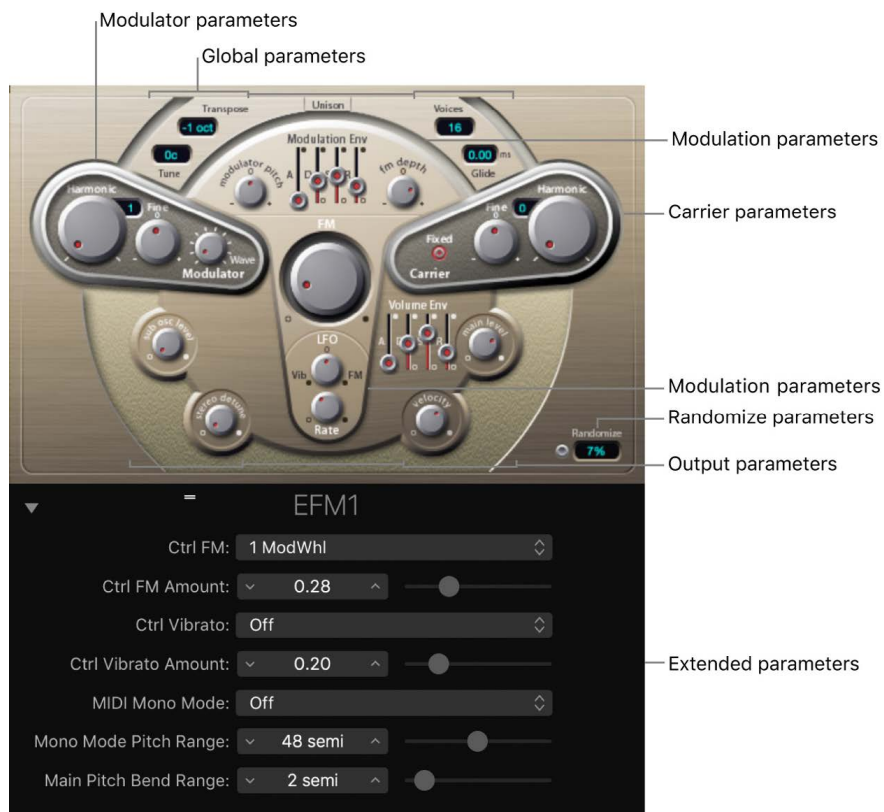 Modulator parameters
Global parameters
Transpose
Unison
Voices
-1 oct
16
Modulation Env
Modulation parameters
0c
0.00 ms
Tune
modulator pitch
0
A D S R
fm depth
0
Glide
Harmonic
1
Fine
0
FM
Fine
0
0
Harmonic
Carrier parameters
Wave
Modulator
Fixed
Carrier
Volume Env
sub osc level
LFO
0
A D S R
main level
Vib
FM
Modulation parameters
stereo detune
Rate
velocity
Randomize parameters
Randomize
7%
Output parameters
EFM1
Ctrl FM: 1 ModWhl
Ctrl FM Amount: 0.28
Ctrl Vibrato: Off
Ctrl Vibrato Amount: 0.20
Extended parameters
MIDI Mono Mode: Off
Mono Mode Pitch Range: 48 semi
Main Pitch Bend Range: 2 semi